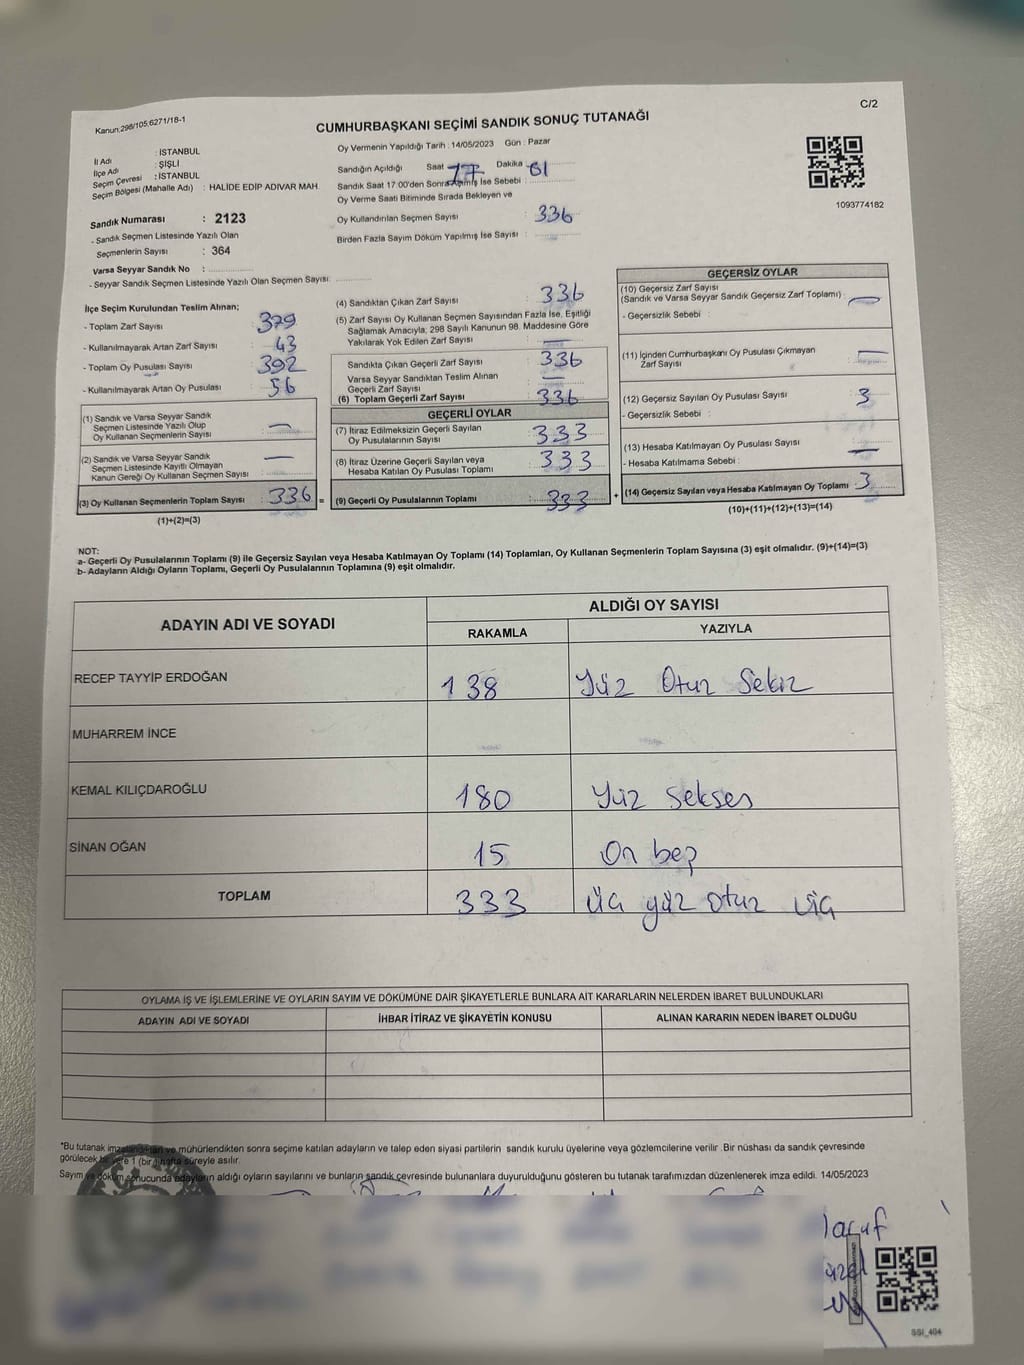 Kanun:298/105,6271/18-1
C/2
CUMHURBAŞKANI SEÇİMİ SANDIK SONUÇ TUTANAĞI
İl Adı : İSTANBUL
İlçe Adı : ŞİŞLİ
Seçim Çevresi : İSTANBUL
Seçim Bölgesi (Mahalle Adı) : HALİDE EDİP ADIVAR MAH.
Sandık Numarası : 2123
- Sandık Seçmen Listesinde Yazılı Olan
Seçmenlerin Sayısı : 364
Varsa Seyyar Sandık No :
- Seyyar Sandık Seçmen Listesinde Yazılı Olan Seçmen Sayısı:
Oy Vermenin Yapıldığı Tarih : 14/05/2023 Gün : Pazar
Sandığın Açıldığı Saat 17 Dakika 01
Sandık Saat 17:00'den Sonra Açılmış İse Sebebi :
Oy Verme Saati Bitiminde Sırada Bekleyen ve
Oy Kullandırılan Seçmen Sayısı : 336
Birden Fazla Sayım Döküm Yapılmış İse Sayısı :
1093774182
İlçe Seçim Kurulundan Teslim Alınan;
- Toplam Zarf Sayısı 379
- Kullanılmayarak Artan Zarf Sayısı : 43
- Toplam Oy Pusulası Sayısı 392
- Kullanılmayarak Artan Oy Pusulası : 56
(1) Sandık ve Varsa Seyyar Sandık
Seçmen Listesinde Yazılı Olup
Oy Kullanan Seçmenlerin Sayısı : —
(2) Sandık ve Varsa Seyyar Sandık
Seçmen Listesinde Kayıtlı Olmayan
Kanun Gereği Oy Kullanan Seçmen Sayısı : —
(3) Oy Kullanan Seçmenlerin Toplam Sayısı : 336 =
(1)+(2)=(3)
(4) Sandıktan Çıkan Zarf Sayısı : 336
(5) Zarf Sayısı Oy Kullanan Seçmen Sayısından Fazla İse, Eşitliği
Sağlamak Amacıyla; 298 Sayılı Kanunun 98. Maddesine Göre
Yakılarak Yok Edilen Zarf Sayısı : —
Sandıkta Çıkan Geçerli Zarf Sayısı : 336
Varsa Seyyar Sandıktan Teslim Alınan
Geçerli Zarf Sayısı : —
(6) Toplam Geçerli Zarf Sayısı : 336
GEÇERLİ OYLAR
(7) İtiraz Edilmeksizin Geçerli Sayılan
Oy Pusulalarının Sayısı : 333
(8) İtiraz Üzerine Geçerli Sayılan veya
Hesaba Katılan Oy Pusulası Toplamı : 333
(9) Geçerli Oy Pusulalarının Toplamı : 333 +
GEÇERSİZ OYLAR
(10) Geçersiz Zarf Sayısı
(Sandık ve Varsa Seyyar Sandık Geçersiz Zarf Toplamı) : —
- Geçersizlik Sebebi :
(11) İçinden Cumhurbaşkanı Oy Pusulası Çıkmayan
Zarf Sayısı : —
(12) Geçersiz Sayılan Oy Pusulası Sayısı : 3
- Geçersizlik Sebebi :
(13) Hesaba Katılmayan Oy Pusulası Sayısı : —
- Hesaba Katılmama Sebebi :
(14) Geçersiz Sayılan veya Hesaba Katılmayan Oy Toplamı : 3
(10)+(11)+(12)+(13)=(14)
NOT:
a- Geçerli Oy Pusulalarının Toplamı (9) ile Geçersiz Sayılan veya Hesaba Katılmayan Oy Toplamı (14) Toplamları, Oy Kullanan Seçmenlerin Toplam Sayısına (3) eşit olmalıdır. (9)+(14)=(3)
b- Adayların Aldığı Oyların Toplamı, Geçerli Oy Pusulalarının Toplamına (9) eşit olmalıdır.
ADAYIN ADI VE SOYADI
ALDIĞI OY SAYISI
RAKAMLA YAZIYLA
RECEP TAYYİP ERDOĞAN 138 Yüz Otuz Sekiz
MUHARREM İNCE
KEMAL KILIÇDAROĞLU 180 Yüz Seksen
SİNAN OĞAN 15 On beş
TOPLAM 333 üç yüz otuz üç
OYLAMA İŞ VE İŞLEMLERİNE VE OYLARIN SAYIM VE DÖKÜMÜNE DAİR ŞİKAYETLERLE BUNLARA AİT KARARLARIN NELERDEN İBARET BULUNDUKLARI
ADAYIN ADI VE SOYADI İHBAR İTİRAZ VE ŞİKAYETİN KONUSU ALINAN KARARIN NEDEN İBARET OLDUĞU
*Bu tutanak imzalandıktan ve mühürlendikten sonra seçime katılan adayların ve talep eden siyasi partilerin sandık kurulu üyelerine veya gözlemcilerine verilir. Bir nüshası da sandık çevresinde
görülecek bir yere 1 (bir) hafta süreyle asılır.
Sayım ve döküm sonucunda adayların aldığı oyların sayılarını ve bunların sandık çevresinde bulunanlara duyurulduğunu gösteren bu tutanak tarafımızdan düzenlenerek imza edildi. 14/05/2023
SSI_404